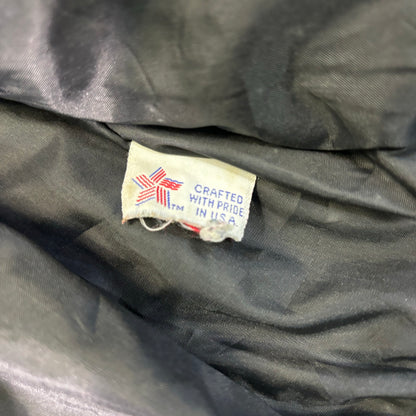 TM
CRAFTED
WITH PRIDE
IN U.S.A.